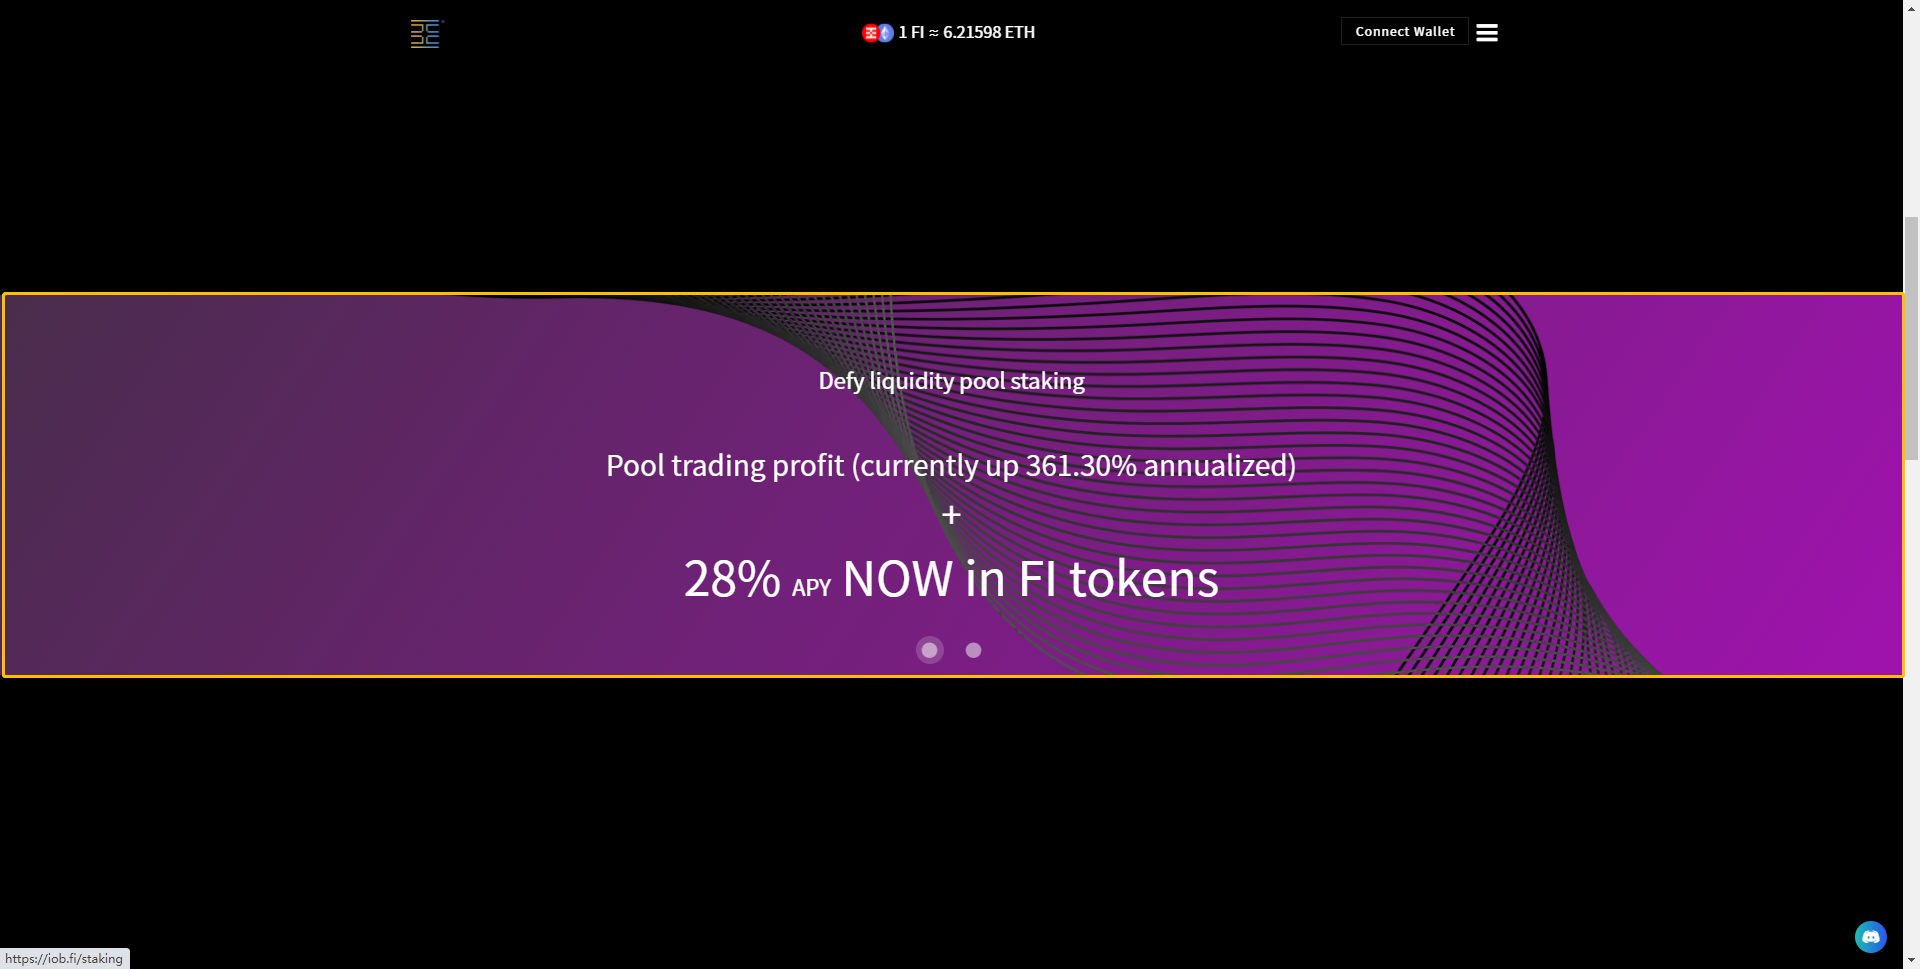 1 FI ≈ 6.21598 ETH
Connect Wallet
Defy liquidity pool staking
Pool trading profit (currently up 361.30% annualized)
+
28% APY NOW in FI tokens
https://iob.fi/staking